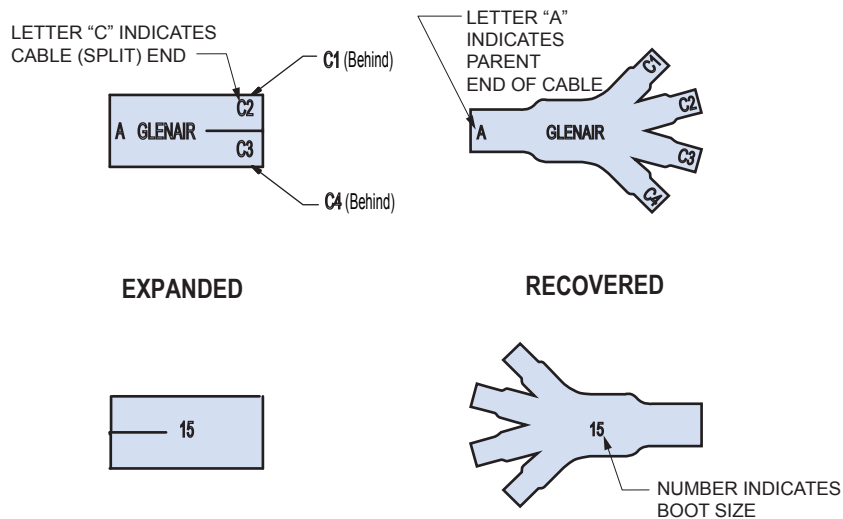 LETTER “C” INDICATES
CABLE (SPLIT) END
C1 (Behind)
C2
A GLENAIR
C3
C4 (Behind)
LETTER “A”
INDICATES
PARENT
END OF CABLE
C1
C2
A GLENAIR
C3
C4
EXPANDED
RECOVERED
15
15
NUMBER INDICATES
BOOT SIZE